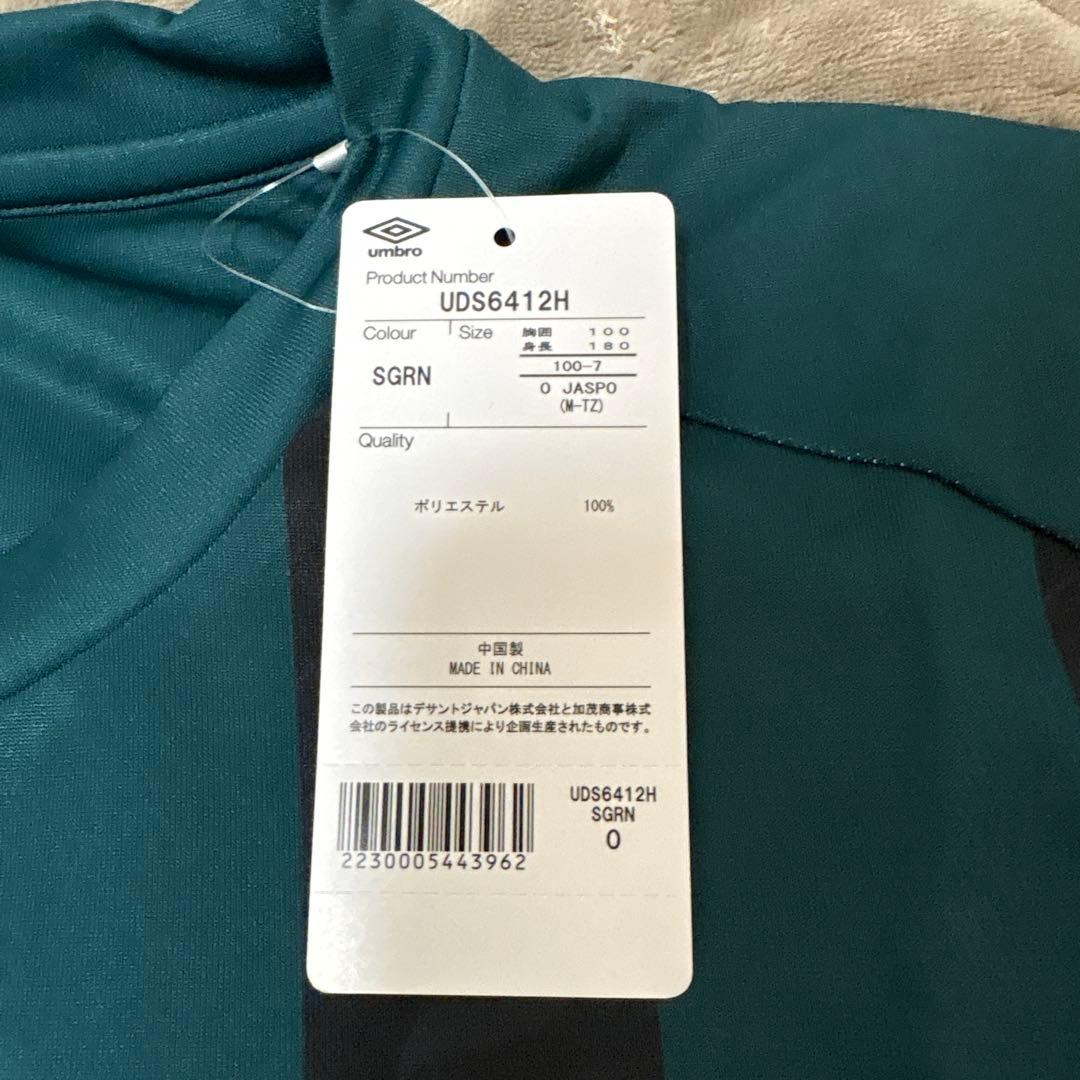 umbro
Product Number
UDS6412H
Colour
SGRN
Size
胸囲 100
身長 180
100-7
O JASPO
(M-TZ)
Quality
ポリエステル 100%
中国製
MADE IN CHINA
この製品はデサントジャパン株式会社と加茂商事株式
会社のライセンス提携により企画生産されたものです。
2230005443962
UDS6412H
SGRN
O